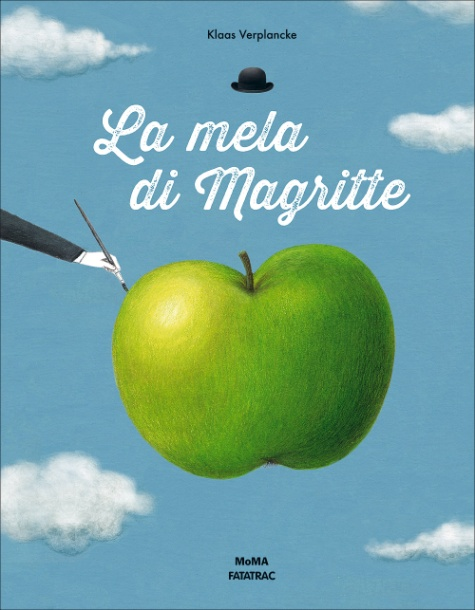 Klaas Verplancke
La mela
di Magritte
MoMA
FATATRAC